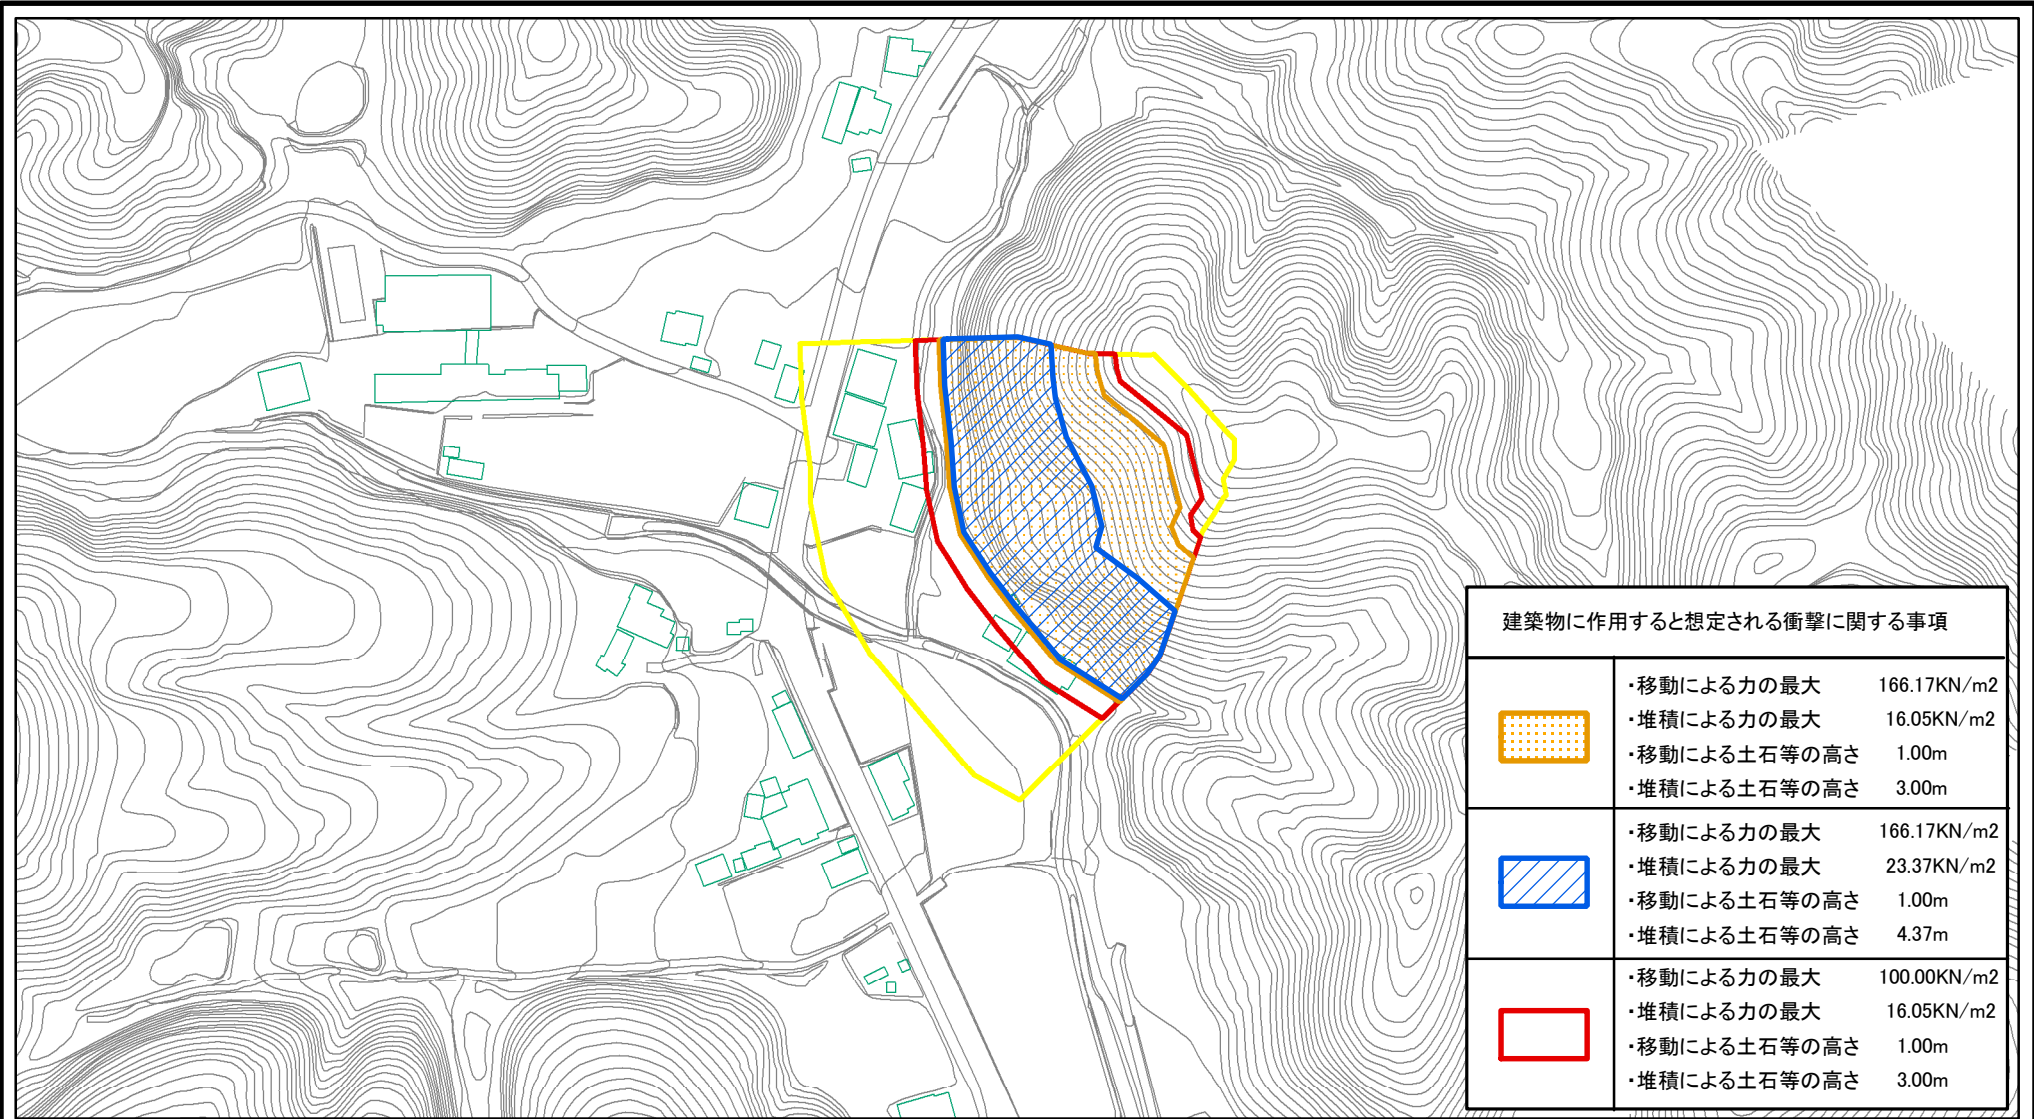 建築物に作用すると想定される衝撃に関する事項
・移動による力の最大 166.17KN/m2
・堆積による力の最大 16.05KN/m2
・移動による土石等の高さ 1.00m
・堆積による土石等の高さ 3.00m
・移動による力の最大 166.17KN/m2
・堆積による力の最大 23.37KN/m2
・移動による土石等の高さ 1.00m
・堆積による土石等の高さ 4.37m
・移動による力の最大 100.00KN/m2
・堆積による力の最大 16.05KN/m2
・移動による土石等の高さ 1.00m
・堆積による土石等の高さ 3.00m